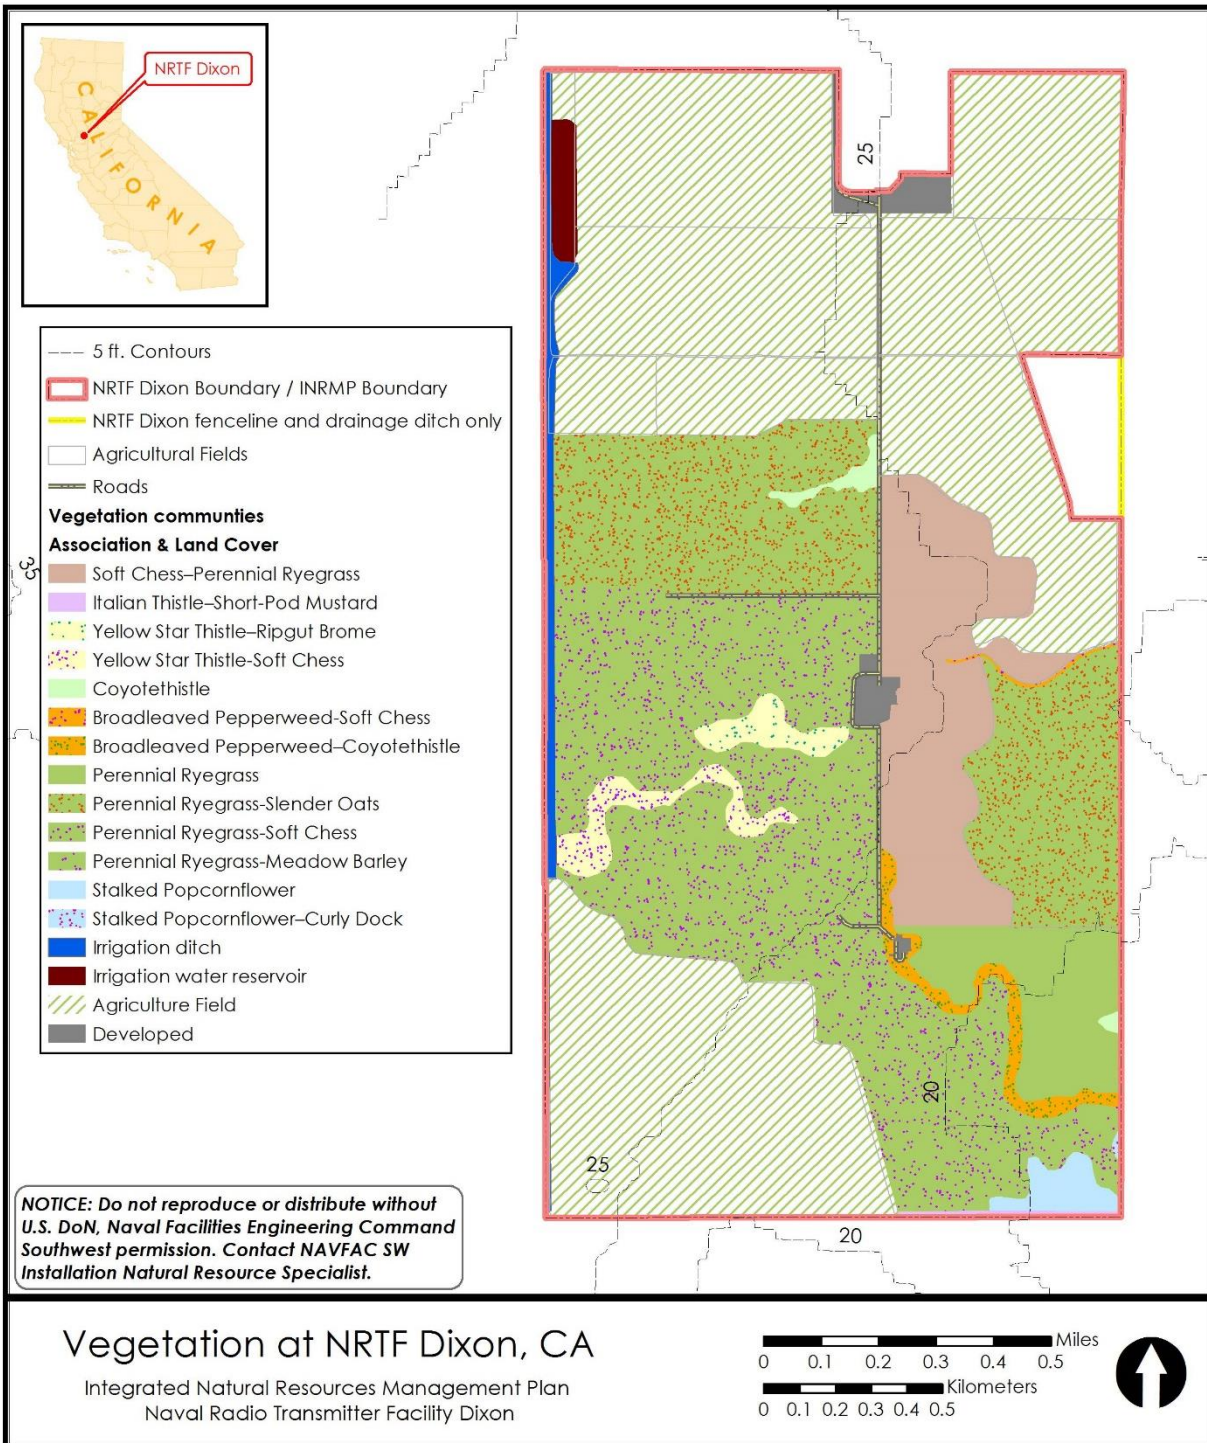 NRTF Dixon
CALIFORNIA
25
5 ft. Contours
NRTF Dixon Boundary / INRMP Boundary
NRTF Dixon fenceline and drainage ditch only
Agricultural Fields
Roads
Vegetation communties
Association & Land Cover
Soft Chess–Perennial Ryegrass
Italian Thistle–Short-Pod Mustard
Yellow Star Thistle–Ripgut Brome
Yellow Star Thistle-Soft Chess
Coyotethistle
Broadleaved Pepperweed-Soft Chess
Broadleaved Pepperweed–Coyotethistle
Perennial Ryegrass
Perennial Ryegrass-Slender Oats
Perennial Ryegrass-Soft Chess
Perennial Ryegrass-Meadow Barley
Stalked Popcornflower
Stalked Popcornflower–Curly Dock
Irrigation ditch
Irrigation water reservoir
Agriculture Field
Developed
35
20
25
20
NOTICE: Do not reproduce or distribute without
U.S. DoN, Naval Facilities Engineering Command
Southwest permission. Contact NAVFAC SW
Installation Natural Resource Specialist.
Vegetation at NRTF Dixon, CA
Integrated Natural Resources Management Plan
Naval Radio Transmitter Facility Dixon
Miles
0 0.1 0.2 0.3 0.4 0.5
Kilometers
0 0.1 0.2 0.3 0.4 0.5